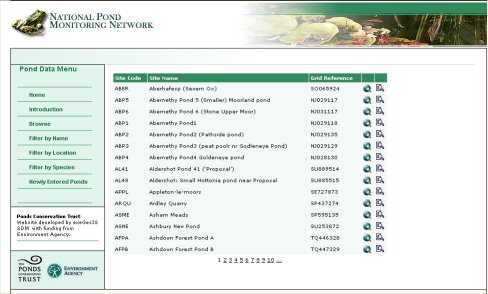 NATIONAL POND
MONITORING NETWORK
Pond Data Menu
Home
Introduction
Browse
Filter by Name
Filter by Location
Filter by Species
Newly Entered Ponds
Ponds Conservation Trust
Website developed by exeGesIS
SDM with funding from
Environment Agency.
THE
PONDS
CONSERVATION
TRUST
ENVIRONMENT
AGENCY
Site Code Site Name Grid Reference
ABER Aberhafesp (Severn Ox) SO065924
ABP5 Abernethy Pond 5 (Smaller) Moorland pond NJ029117
ABP6 Abernethy Pond 6 (Stone Upper Moor) NJ031117
ABP1 Abernethy Pond1 NJ029118
ABP2 Abernethy Pond2 (Pathside pond) NJ029135
ABP3 Abernethy Pond3 (peat poolr nr Godleneye Pond) NJ029129
ABP4 Abernethy Pond4 Goldeneye pond NJ028130
AL41 Aldershot Pond 41 ('Proposal') SU889514
AL48 Aldershot: Small Hottonia pond near Proposal SU885515
APPL Appleton-le-moors SE727873
ARQU Ardley Quarry SP437274
ASME Asham Meads SP595135
ASNE Ashbury New Pond SU253872
AFPA Ashdown Forest Pond A TQ446328
AFPB Ashdown Forest Pond B TQ447329
1 2 3 4 5 6 7 8 9 10 ...